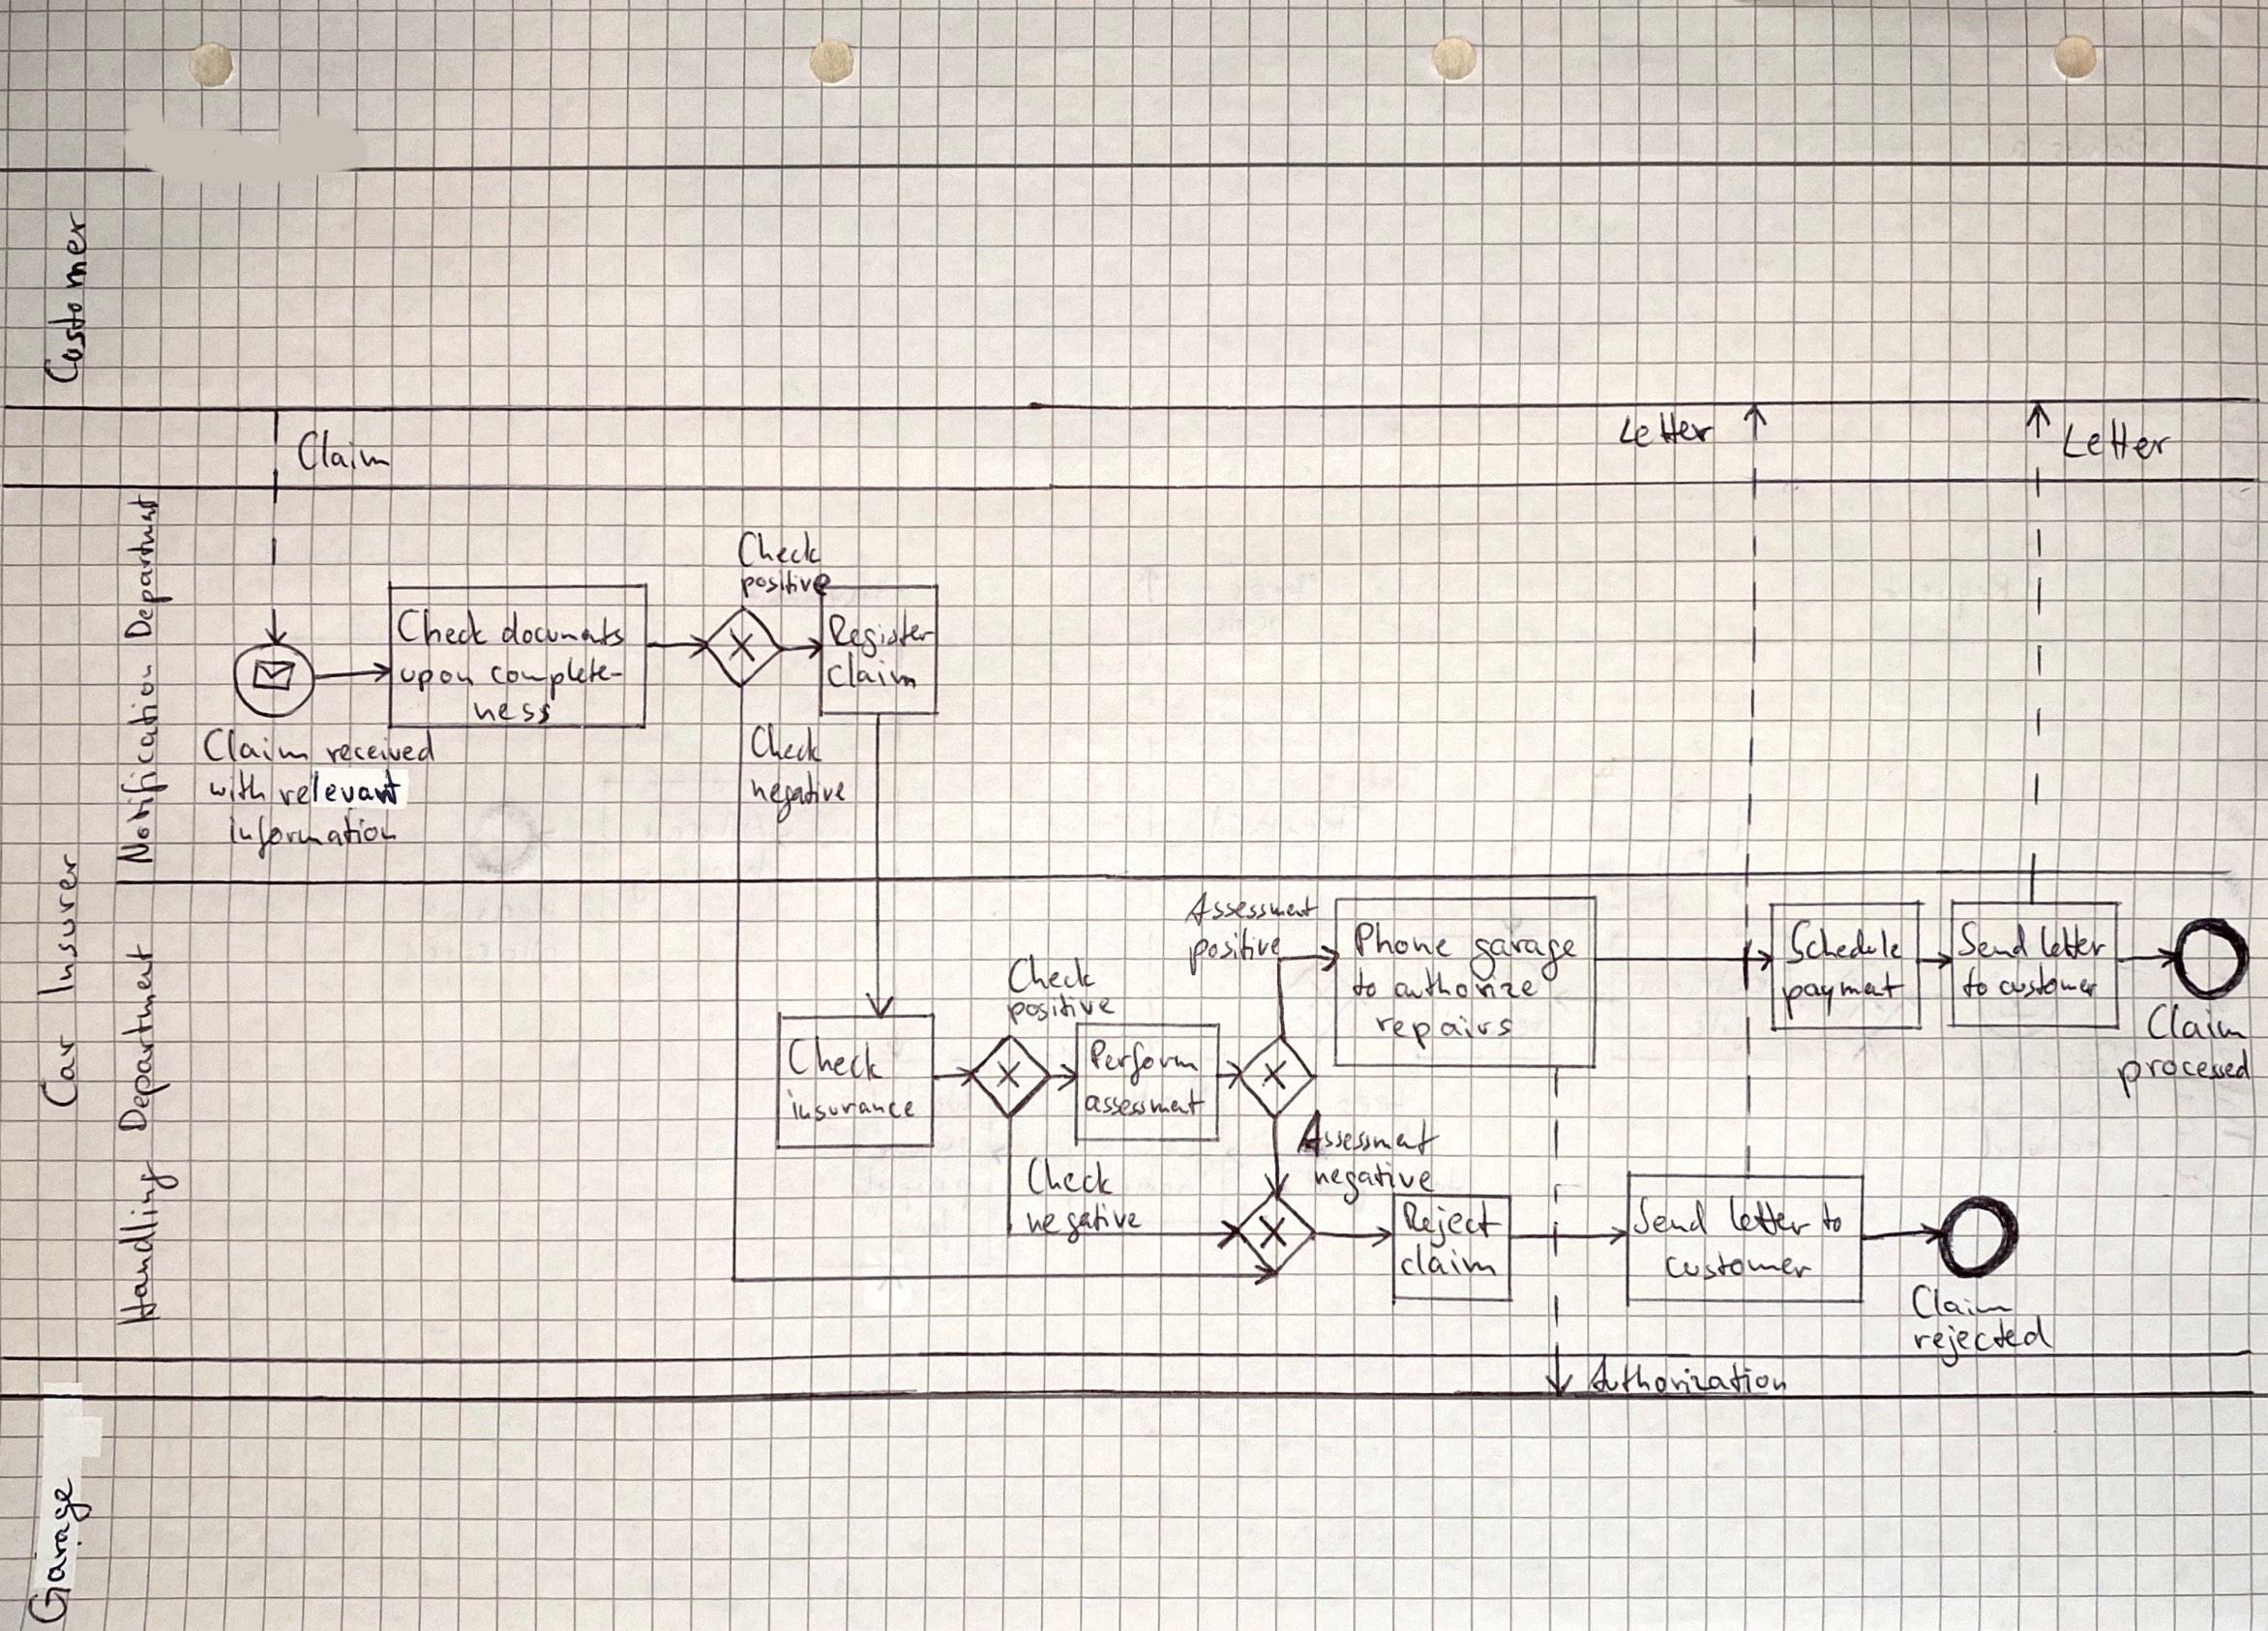 Customer
Claim
Letter
Letter
Car Insurer
Notification Department
Claim received
with relevant
information
Check documents
upon complete-
ness
Check
positive
Check
negative
Register
claim
Handling Department
Check
insurance
Check
positive
Check
negative
Perform
assessment
Assessment
positive
Assessment
negative
Phone garage
to authorize
repairs
Schedule
payment
Send letter
to customer
Claim
processed
Reject
claim
Send letter to
customer
Claim
rejected
Authorization
Garage